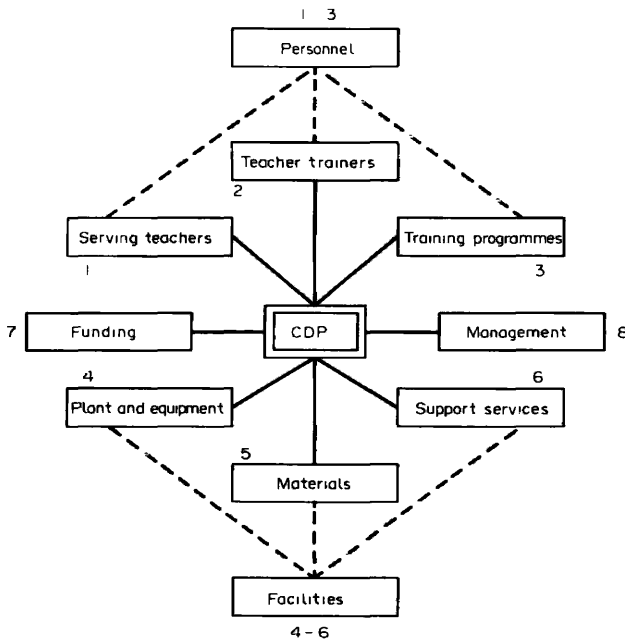 1 3
Personnel
Teacher trainers
2
Serving teachers
Training programmes
1
3
7
Funding
CDP
Management
8
4
6
Plant and equipment
Support services
5
Materials
Facilities
4-6